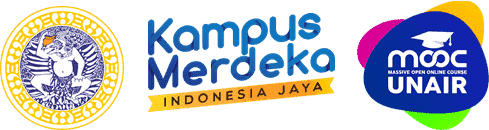 Kampus
Merdeka
INDONESIA JAYA
mooc
MASSIVE OPEN ONLINE COURSE
UNAIR